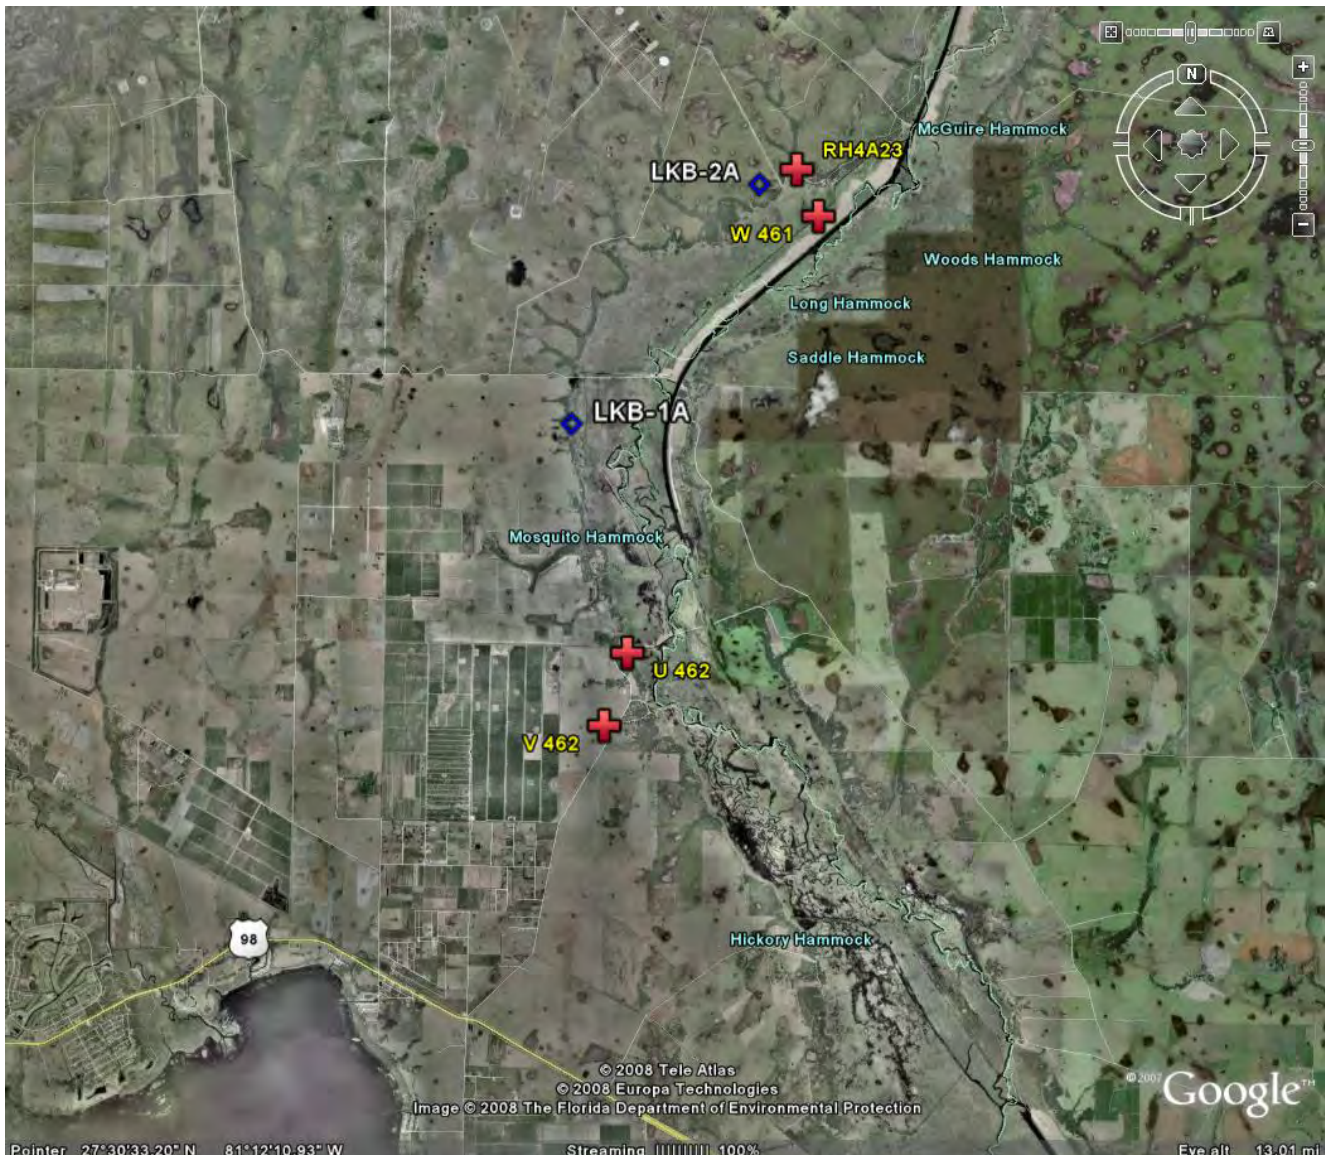 N
McGuire Hammock
RH4A23
LKB-2A
W 461
Woods Hammock
Long Hammock
Saddle Hammock
LKB-1A
Mosquito Hammock
U 462
V 462
98
Hickory Hammock
© 2008 Tele Atlas
© 2008 Europa Technologies
Image © 2008 The Florida Department of Environmental Protection
©2007 Google™
Pointer 27°30'33.20" N 81°12'10.93" W Streaming |||||||||| 100% Eye alt 13.01 mi